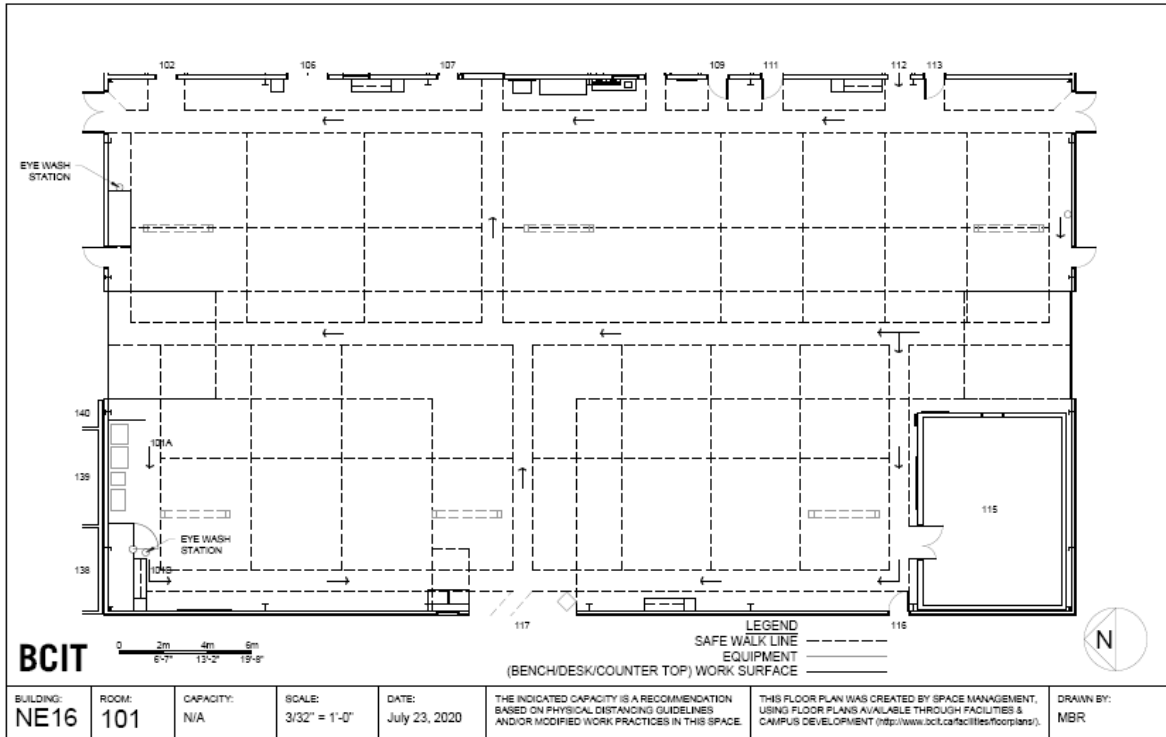 102
106
107
109
111
112
113
EYE WASH
STATION
140
101A
139
115
EYE WASH
STATION
138
101B
117
116
LEGEND
SAFE WALK LINE
EQUIPMENT
(BENCH/DESK/COUNTER TOP) WORK SURFACE
N
BCIT
0 2m 4m 6m
6'-7" 13'-2" 19'-8"
BUILDING:
NE16
ROOM:
101
CAPACITY:
N/A
SCALE:
3/32" = 1'-0"
DATE:
July 23, 2020
THE INDICATED CAPACITY IS A RECOMMENDATION
BASED ON PHYSICAL DISTANCING GUIDELINES
AND/OR MODIFIED WORK PRACTICES IN THIS SPACE.
THIS FLOOR PLAN WAS CREATED BY SPACE MANAGEMENT,
USING FLOOR PLANS AVAILABLE THROUGH FACILITIES &
CAMPUS DEVELOPMENT (http://www.bcit.ca/facilities/floorplans/).
DRAWN BY:
MBR